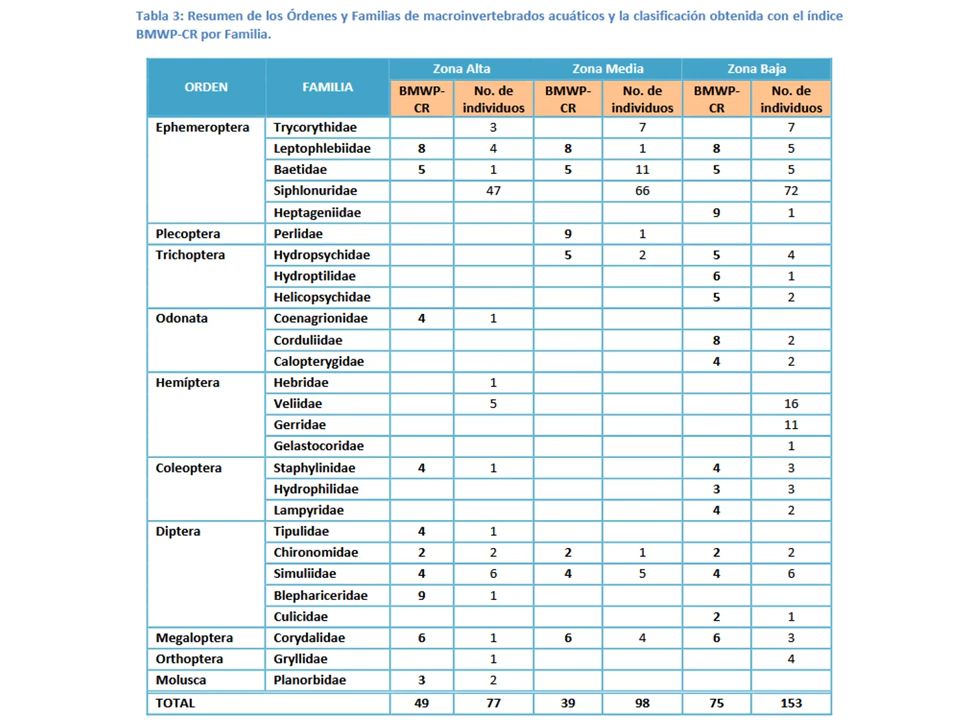 Tabla 3: Resumen de los Órdenes y Familias de macroinvertebrados acuáticos y la clasificación obtenida con el índice
BMWP-CR por Familia.
ORDEN FAMILIA Zona Alta Zona Media Zona Baja
BMWP-CR No. de individuos BMWP-CR No. de individuos BMWP-CR No. de individuos
Ephemeroptera Trycorythidae 3 7 7
Leptophlebiidae 8 4 8 1 8 5
Baetidae 5 1 5 11 5 5
Siphlonuridae 47 66 72
Heptageniidae 9 1
Plecoptera Perlidae 9 1
Trichoptera Hydropsychidae 5 2 5 4
Hydroptilidae 6 1
Helicopsychidae 5 2
Odonata Coenagrionidae 4 1
Corduliidae 8 2
Calopterygidae 4 2
Hemíptera Hebridae 1
Veliidae 5 16
Gerridae 11
Gelastocoridae 1
Coleoptera Staphylinidae 4 1 4 3
Hydrophilidae 3 3
Lampyridae 4 2
Diptera Tipulidae 4 1
Chironomidae 2 2 2 1 2 2
Simuliidae 4 6 4 5 4 6
Blephariceridae 9 1
Culicidae 2 1
Megaloptera Corydalidae 6 1 6 4 6 3
Orthoptera Gryllidae 1 4
Molusca Planorbidae 3 2
TOTAL 49 77 39 98 75 153